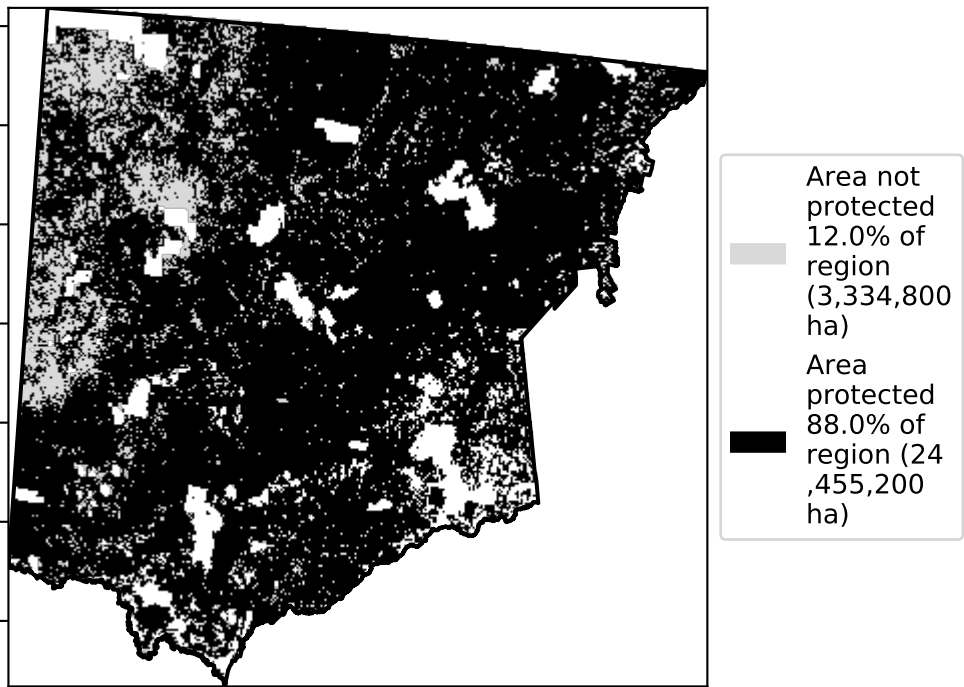 Area not
protected
12.0% of
region
(3,334,800
ha)
Area
protected
88.0% of
region (24
,455,200
ha)